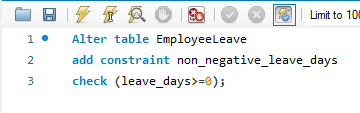 Limit to 100
1 Alter table EmployeeLeave
2 add constraint non_negative_leave_days
3 check (leave_days>=0);